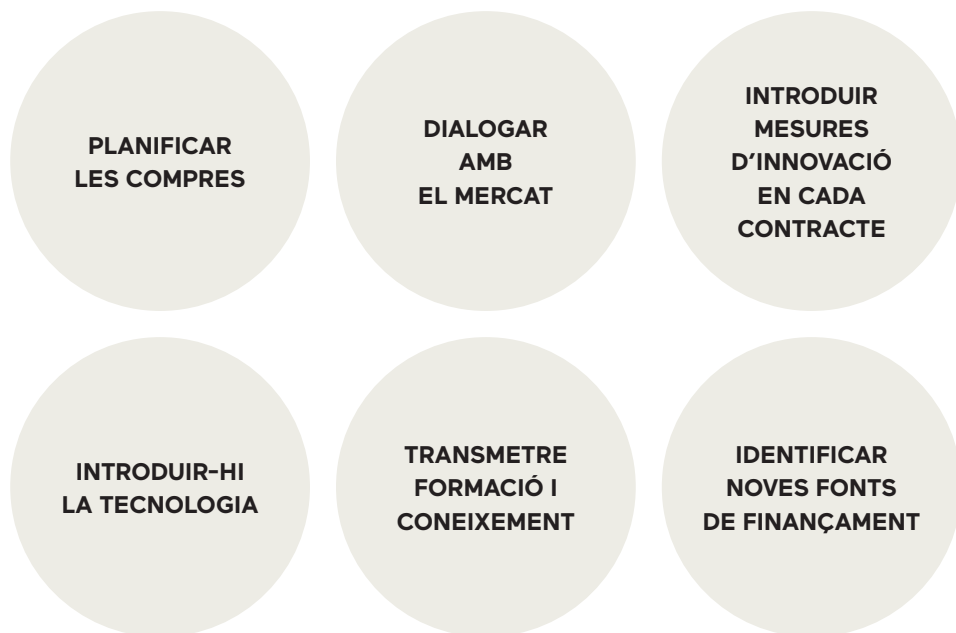 PLANIFICAR
LES COMPRES
DIALOGAR
AMB
EL MERCAT
INTRODUIR
MESURES
D’INNOVACIÓ
EN CADA
CONTRACTE
INTRODUIR-HI
LA TECNOLOGIA
TRANSMETRE
FORMACIÓ I
CONEIXEMENT
IDENTIFICAR
NOVES FONTS
DE FINANÇAMENT